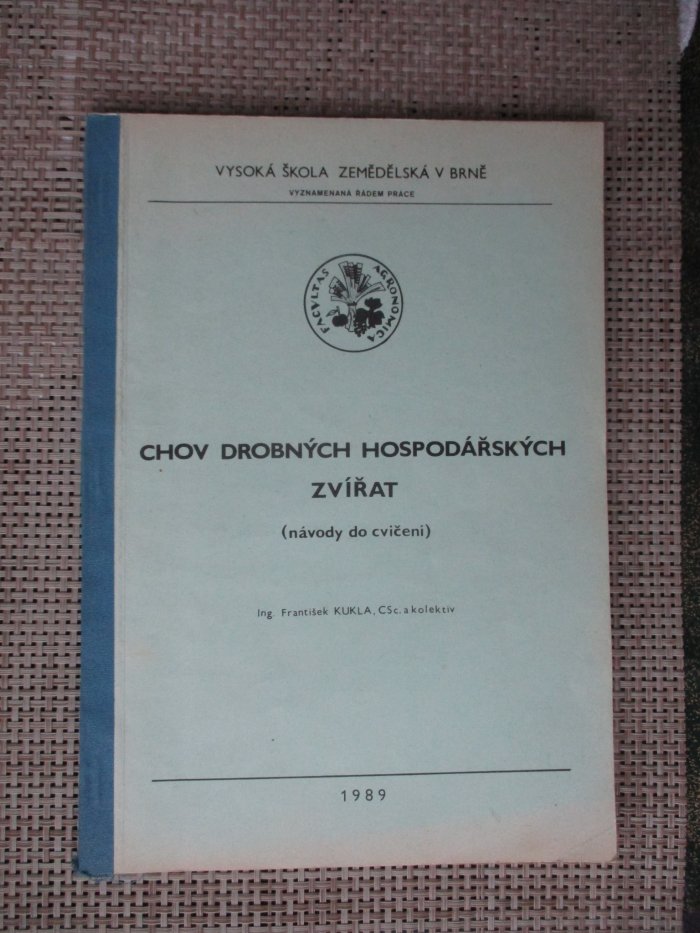 VYSOKÁ ŠKOLA ZEMĚDĚLSKÁ V BRNĚ
VYZNAMENANÁ ŘÁDEM PRÁCE
FACVLTAS AGRONOMICA
CHOV DROBNÝCH HOSPODÁŘSKÝCH
ZVÍŘAT
(návody do cvičení)
Ing. František KUKLA, CSc. a kolektiv
1989